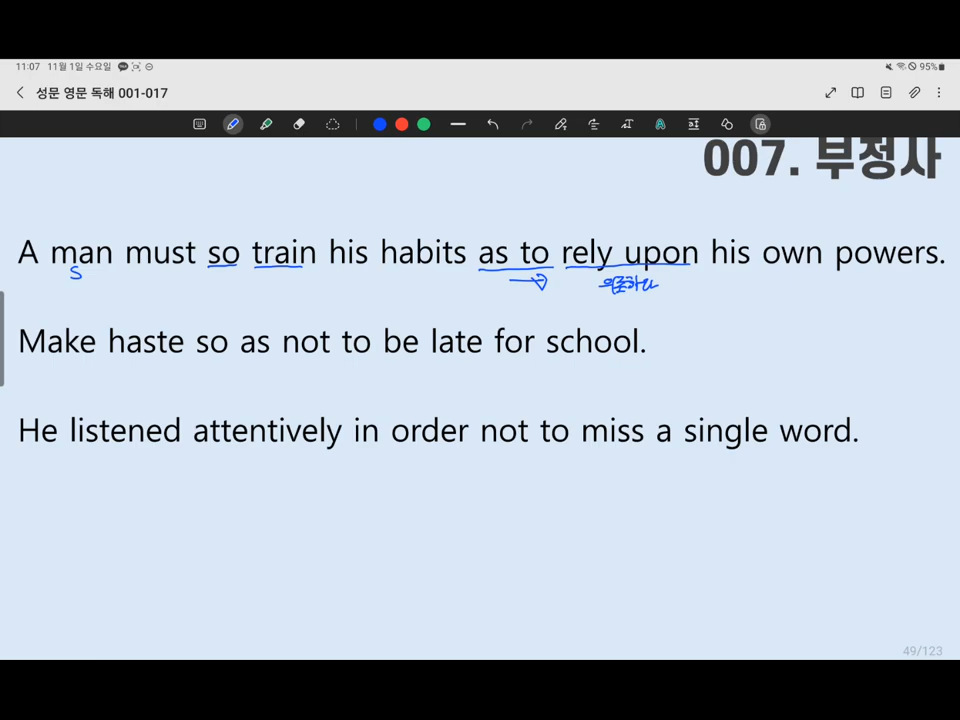 11:07 11월 1일 수요일 95%
성문 영문 독해 001-017
007. 부정사
A man must so train his habits as to rely upon his own powers.
S 의존하다
Make haste so as not to be late for school.
He listened attentively in order not to miss a single word.
49/123